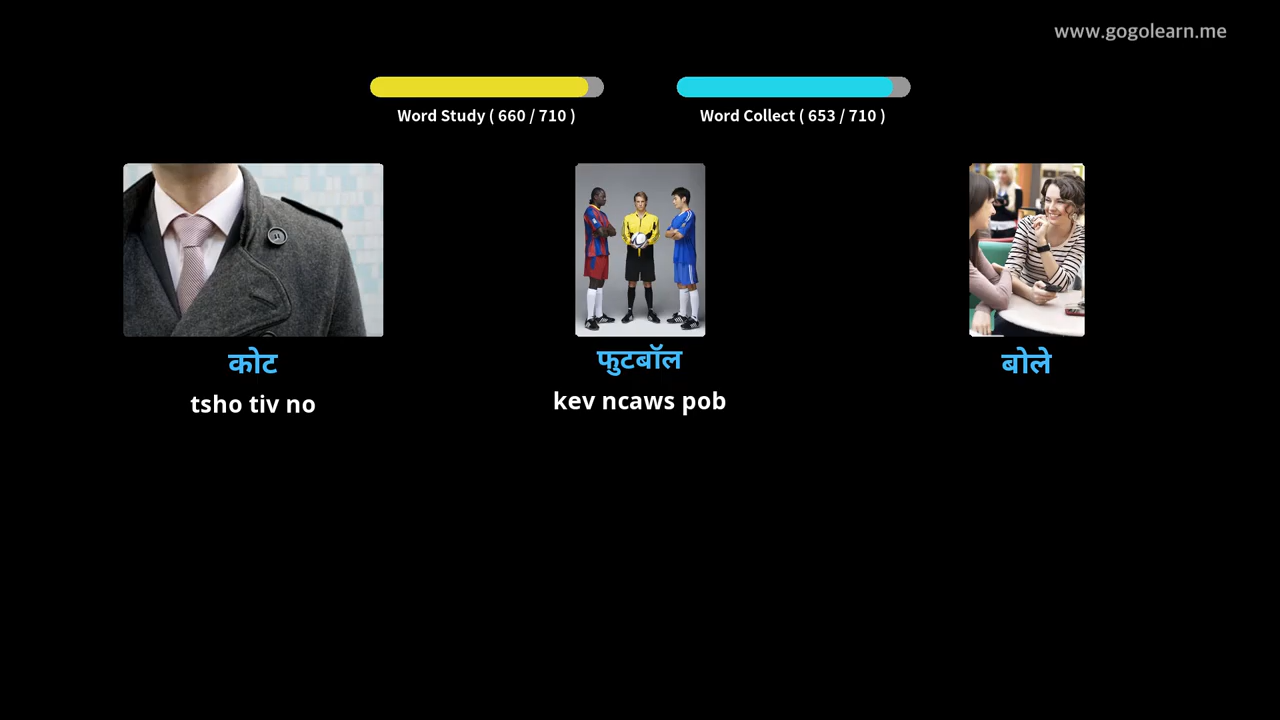 www.gogolearn.me
Word Study ( 660 / 710 )
Word Collect ( 653 / 710 )
कोट
फुटबॉल
बोले
tsho tiv no
kev ncaws pob